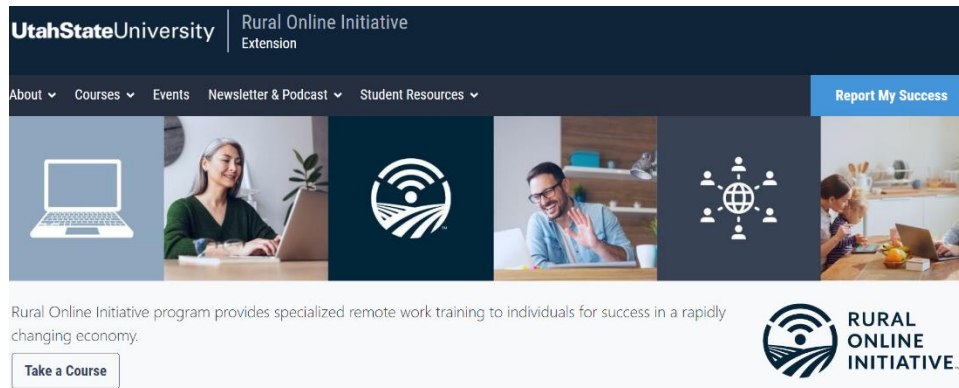 UtahStateUniversity
Rural Online Initiative
Extension
About Courses Events Newsletter & Podcast Student Resources Report My Success
Rural Online Initiative program provides specialized remote work training to individuals for success in a rapidly
changing economy.
Take a Course
RURAL
ONLINE
INITIATIVE™